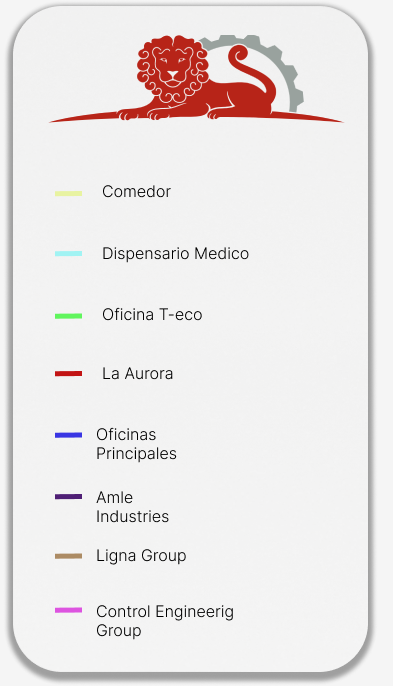 Comedor
Dispensario Medico
Oficina T-eco
La Aurora
Oficinas
Principales
Amle
Industries
Ligna Group
Control Engineerig
Group